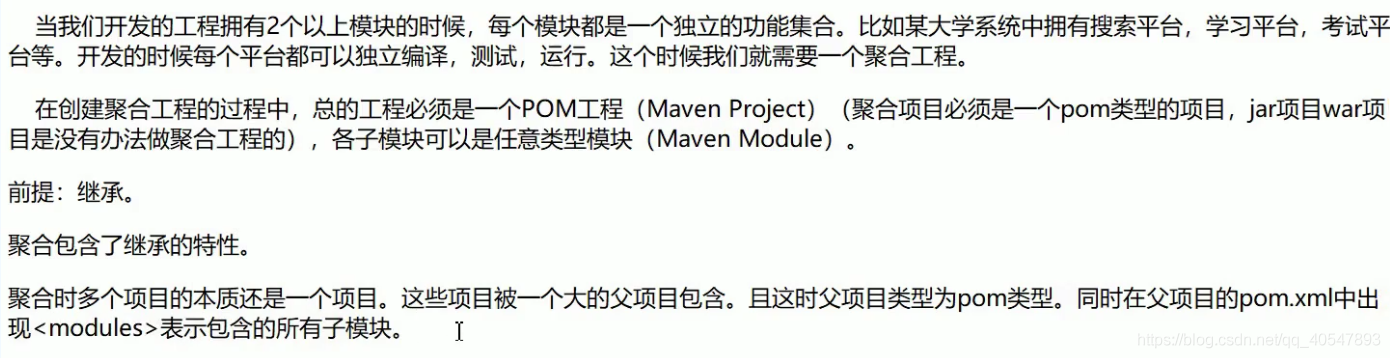 当我们开发的工程拥有2个以上模块的时候，每个模块都是一个独立的功能集合。比如某大学系统中拥有搜索平台，学习平台，考试平
台等。开发的时候每个平台都可以独立编译，测试，运行。这个时候我们就需要一个聚合工程。
在创建聚合工程的过程中，总的工程必须是一个POM工程（Maven Project）（聚合项目必须是一个pom类型的项目，jar项目war项
目是没有办法做聚合工程的），各子模块可以是任意类型模块（Maven Module）。
前提：继承。
聚合包含了继承的特性。
聚合时多个项目的本质还是一个项目。这些项目被一个大的父项目包含。且这时父项目类型为pom类型。同时在父项目的pom.xml中出
现<modules>表示包含的所有子模块。
https://blog.csdn.net/qq_40547893